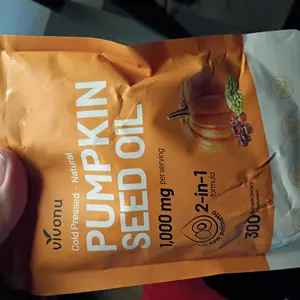 vivonu
Cold Pressed - Natural
PUMPKIN
SEED OIL
1,000 mg
per serving
2-in-1
formula
300